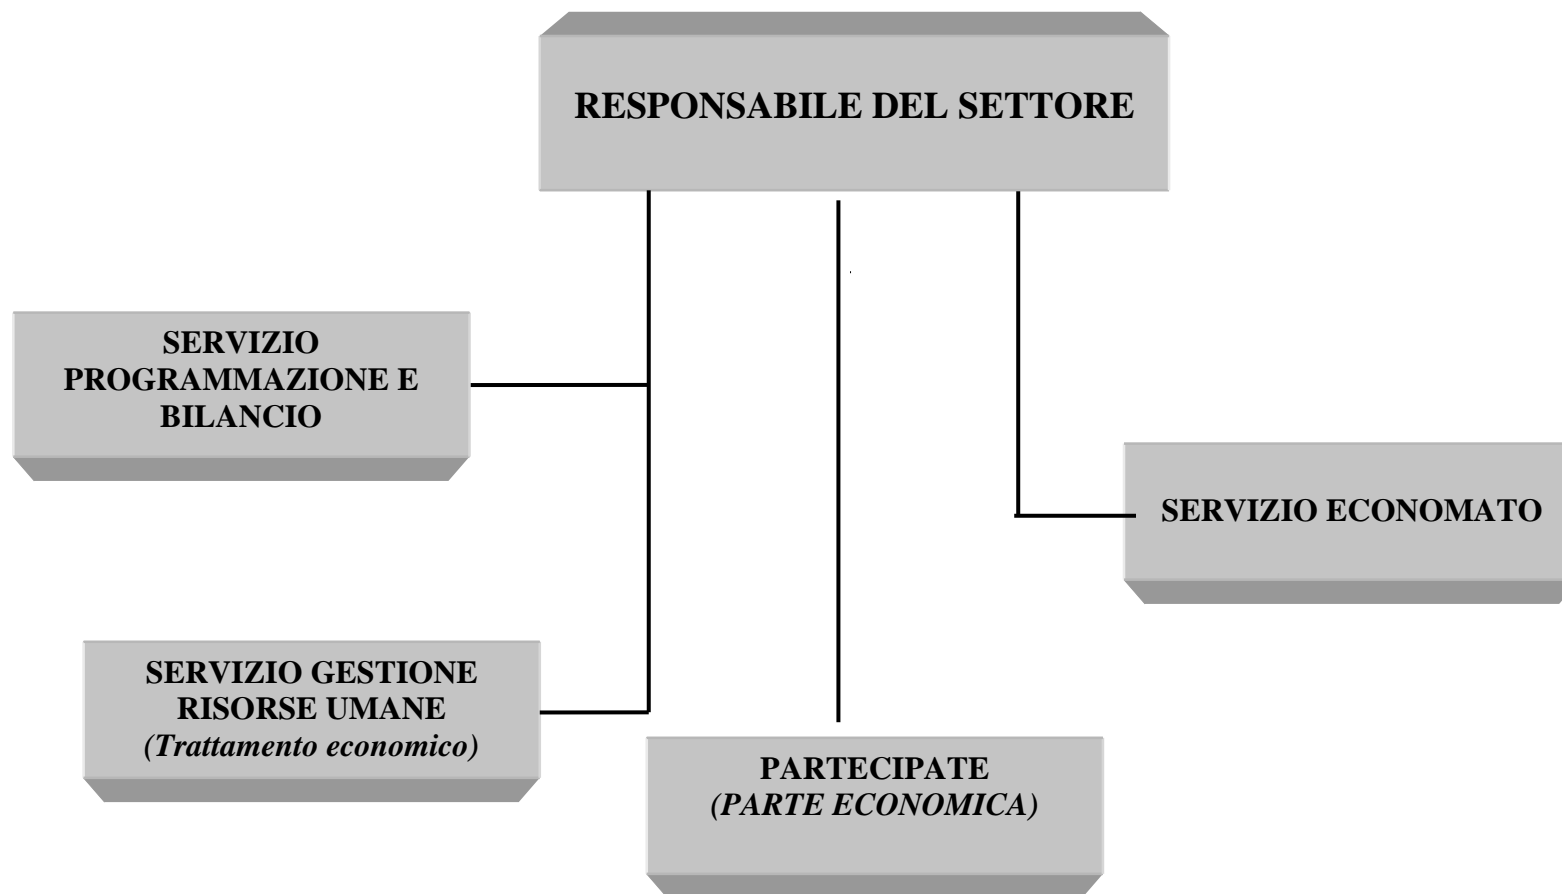 RESPONSABILE DEL SETTORE
SERVIZIO
PROGRAMMAZIONE E
BILANCIO
SERVIZIO ECONOMATO
SERVIZIO GESTIONE
RISORSE UMANE
(Trattamento economico)
PARTECIPATE
(PARTE ECONOMICA)